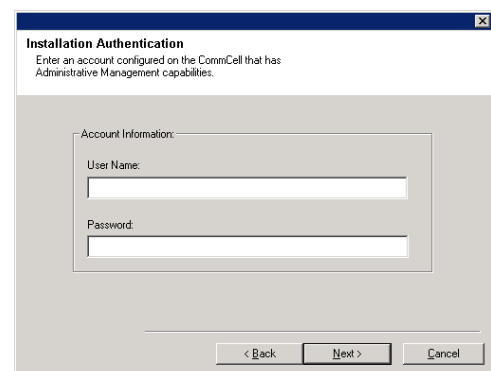 Installation Authentication
Enter an account configured on the CommCell that has
Administrative Management capabilities.
Account Information:
User Name:
Password:
< Back
Next >
Cancel